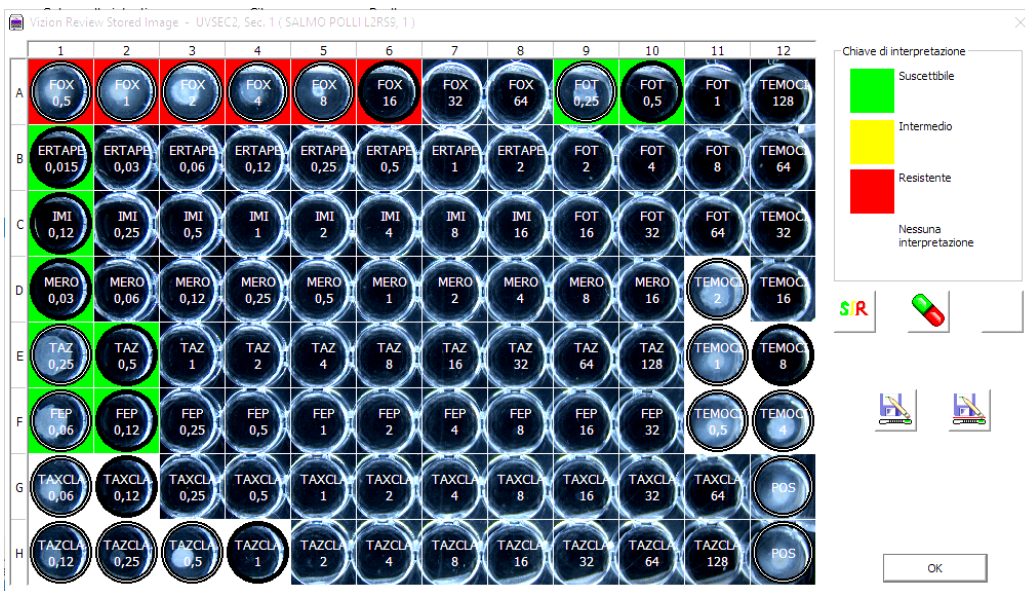 Vizion Review Stored Image - UVSEC2, Sec. 1 ( SALMO POLLI L2RS9, 1 )
1 2 3 4 5 6 7 8 9 10 11 12
A FOX FOX FOX FOX FOX FOX FOX FOX FOT FOT FOT TEMOCI
0,5 1 2 4 8 16 32 64 0,25 0,5 1 128
B ERTAPE ERTAPE ERTAPE ERTAPE ERTAPE ERTAPE ERTAPE ERTAPE FOT FOT FOT TEMOCI
0,015 0,03 0,06 0,12 0,25 0,5 1 2 2 4 8 64
C IMI IMI IMI IMI IMI IMI IMI IMI FOT FOT FOT TEMOCI
0,12 0,25 0,5 1 2 4 8 16 16 32 64 32
D MERO MERO MERO MERO MERO MERO MERO MERO MERO MERO TEMOCI TEMOCI
0,03 0,06 0,12 0,25 0,5 1 2 4 8 16 2 16
E TAZ TAZ TAZ TAZ TAZ TAZ TAZ TAZ TAZ TAZ TEMOCI TEMOCI
0,25 0,5 1 2 4 8 16 32 64 128 1 8
F FEP FEP FEP FEP FEP FEP FEP FEP FEP FEP TEMOCI TEMOCI
0,06 0,12 0,25 0,5 1 2 4 8 16 32 0,5 4
G TAXCLA TAXCLA TAXCLA TAXCLA TAXCLA TAXCLA TAXCLA TAXCLA TAXCLA TAXCLA TAXCLA POS
0,06 0,12 0,25 0,5 1 2 4 8 16 32 64
H TAZCLA TAZCLA TAZCLA TAZCLA TAZCLA TAZCLA TAZCLA TAZCLA TAZCLA TAZCLA TAZCLA POS
0,12 0,25 0,5 1 2 4 8 16 32 64 128
Chiave di interpretazione
Suscettibile
Intermedio
Resistente
Nessuna
interpretazione
S/R
OK